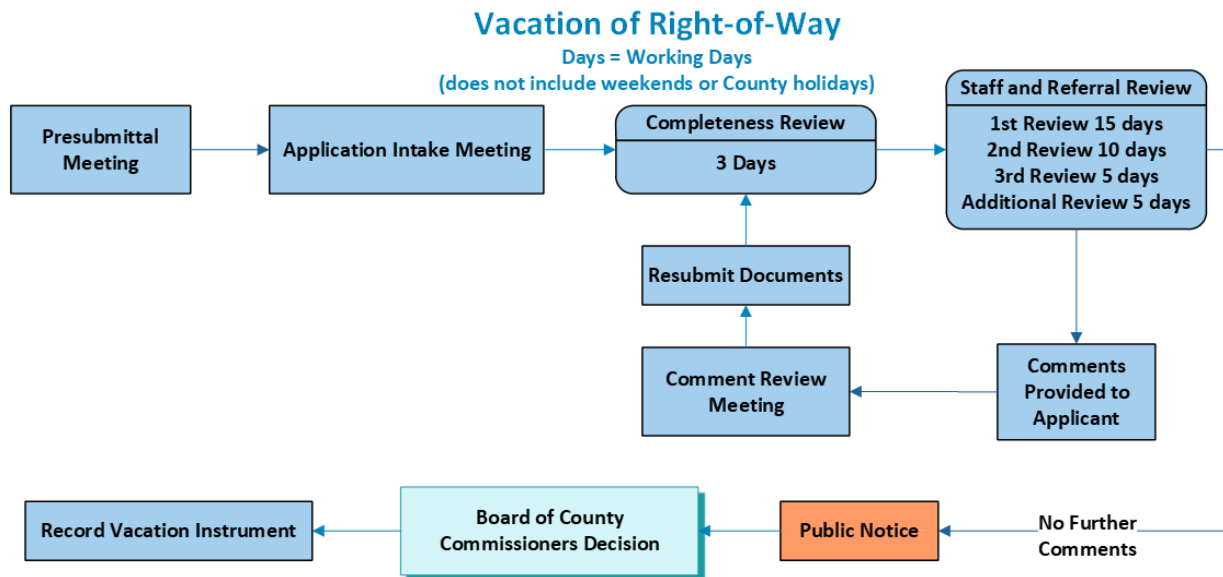 Vacation of Right-of-Way
Days = Working Days
(does not include weekends or County holidays)
Presubmittal
Meeting
Application Intake Meeting
Completeness Review
3 Days
Staff and Referral Review
1st Review 15 days
2nd Review 10 days
3rd Review 5 days
Additional Review 5 days
Resubmit Documents
Comment Review
Meeting
Comments
Provided to
Applicant
Record Vacation Instrument
Board of County
Commissioners Decision
Public Notice
No Further
Comments